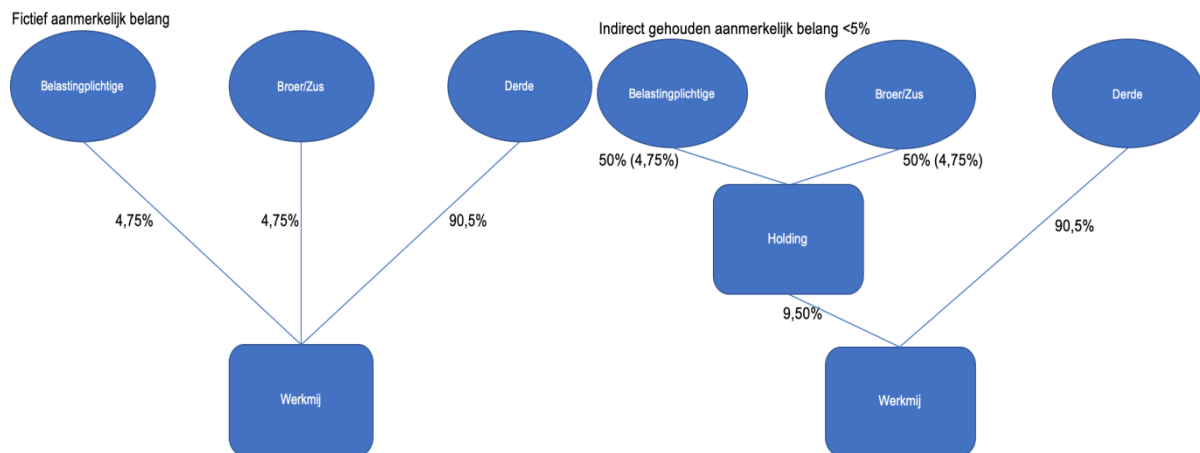 Fictief aanmerkelijk belang
Belastingplichtige
Broer/Zus
Derde
4,75%
4,75%
90,5%
Werkmij
Indirect gehouden aanmerkelijk belang <5%
Belastingplichtige
Broer/Zus
Derde
50% (4,75%)
50% (4,75%)
Holding
90,5%
9,50%
Werkmij